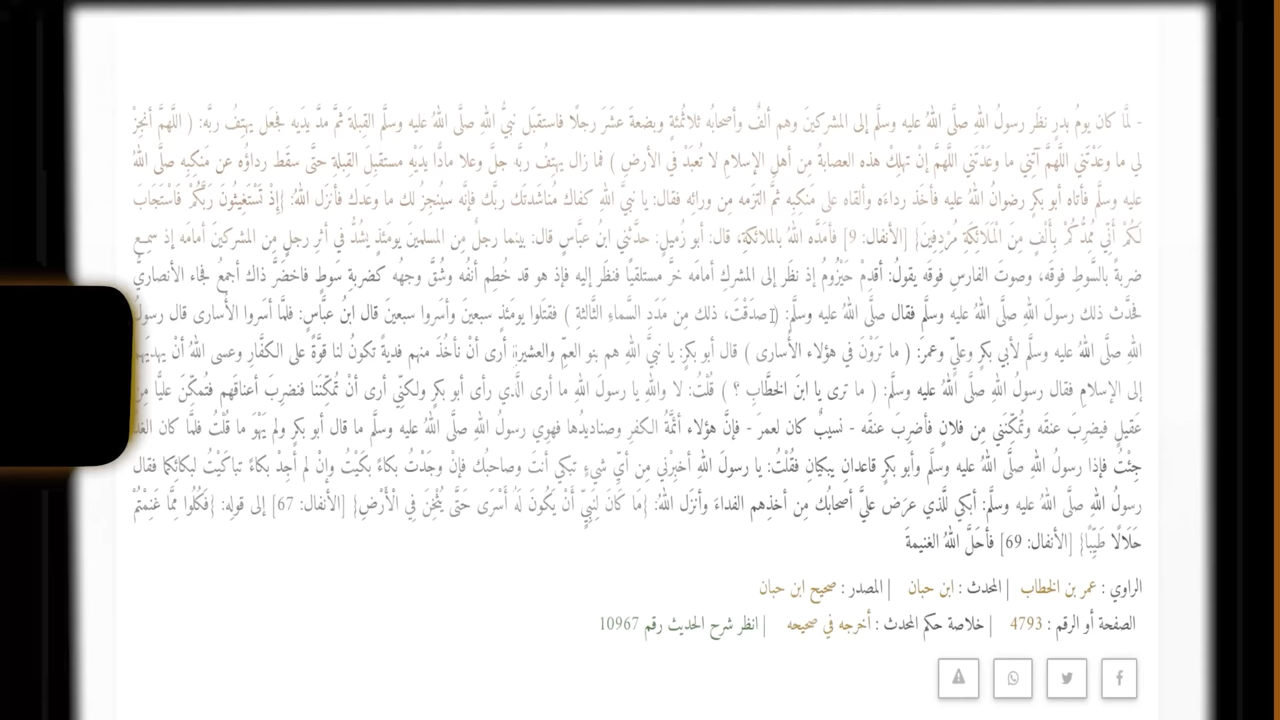 - لمَّا كان يومُ بدرٍ نظَر رسولُ اللهِ صلَّى اللهُ عليه وسلَّم إلى المشركينَ وهم ألفٌ وأصحابُه ثلاثُمئةٍ وبضعةَ عشَرَ رجلًا فاستقبَل نبيُّ اللهِ صلَّى اللهُ عليه وسلَّم القِبلةَ ثمَّ مدَّ يدَيه فجعَل يهتِفُ ربَّه: ( اللَّهمَّ أنجِزْ
لي ما وعَدْتَني اللَّهمَّ آتِني ما وعَدْتَني اللَّهمَّ إنْ تهلِكْ هذه العصابةُ مِن أهلِ الإسلامِ لا تُعبَدْ في الأرضِ ) فما زال يهتِفُ ربَّه جلَّ وعلا مادًّا يدَيْهِ مستقبِلَ القِبلةِ حتَّى سقَط رداؤُه عن مَنكِبِه صلَّى اللهُ
عليه وسلَّم فأتاه أبو بكرٍ رضوانُ اللهُ عليه فأخَذ رداءَه وألقاه على مَنكِبِه ثمَّ التزَمه مِن ورائِه فقال: يا نبيَّ اللهِ كفاك مُناشَدتَك ربَّك فإنَّه سيُنجِزُ لك ما وعَدك فأنزَل اللهُ: {إِذْ تَسْتَغِيثُونَ رَبَّكُمْ فَاسْتَجَابَ
لَكُمْ أَنِّي مُمِدُّكُمْ بِأَلْفٍ مِنَ الْمَلَائِكَةِ مُرْدِفِينَ} [الأنفال: 9] فأمَدَّه اللهُ بالملائكةِ، قال: أبو زُميلٍ: حدَّثني ابنُ عبَّاسٍ قال: بينما رجلٌ مِن المسلمينَ يومَئذٍ يشُدُّ في أثرِ رجلٍ مِن المشركينَ أمامَه إذ سمِع
ضربةً بالسَّوطِ فوقَه، وصوتَ الفارسِ فوقَه يقولُ: أقدِمْ حَيْزُومُ إذ نظَر إلى المشركِ أمامَه خرَّ مستلقيًا فنظَر إليه فإذ هو قد خُطِم أنفُه وشُقَّ وجهُه كضربةِ سَوطٍ فاخضَرَّ ذاك أجمعُ فجاء الأنصاريُّ
فحدَّث ذلك رسولَ اللهِ صلَّى اللهُ عليه وسلَّم فقال صلَّى اللهُ عليه وسلَّم: ( صدَقْتَ، ذلك مِن مَدَدِ السَّماءِ الثَّالثةِ ) فقتَلوا يومَئذٍ سبعينَ وأسَروا سبعينَ قال ابنُ عبَّاسٍ: فلمَّا أسَروا الأُسارى قال رسولُ
اللهِ صلَّى اللهُ عليه وسلَّم لأبي بكرٍ وعليٍّ وعمرَ: ( ما ترَوْنَ في هؤلاء الأُسارى ) قال أبو بكرٍ: يا نبيَّ اللهِ هم بنو العمِّ والعشيرةِ أرى أنْ نأخُذَ منهم فديةً تكونُ لنا قوَّةً على الكفَّارِ وعسى اللهُ أنْ يهديَهم
إلى الإسلامِ فقال رسولُ اللهِ صلَّى اللهُ عليه وسلَّم: ( ما ترى يا ابنَ الخطَّابِ ؟ ) قُلْتُ: لا واللهِ يا رسولَ اللهِ ما أرى الَّذي رأى أبو بكرٍ ولكنِّي أرى أنْ تُمكِّنَنا فنضرِبَ أعناقَهم فتُمكِّنَ عليًّا مِن
عَقيلٍ فيضرِبَ عنقَه وتُمكِّنَني مِن فلانٍ فأضرِبَ عنقَه - نسيبٌ كان لعمرَ - فإنَّ هؤلاء أئمَّةُ الكفرِ وصناديدُها فهوِي رسولُ اللهِ صلَّى اللهُ عليه وسلَّم ما قال أبو بكرٍ ولم يَهْوَ ما قُلْتُ فلمَّا كان الغدُ
جِئْتُ فإذا رسولُ اللهِ صلَّى اللهُ عليه وسلَّم وأبو بكرٍ قاعدانِ يبكيانِ فقُلْتُ: يا رسولَ اللهِ أخبِرْني مِن أيِّ شيءٍ تبكي أنتَ وصاحبُك فإنْ وجَدْتُ بكاءً بكَيْتُ وإنْ لم أجِدْ بكاءً تباكَيْتُ لبكائِكما فقال
رسولُ اللهِ صلَّى اللهُ عليه وسلَّم: أبكي للَّذي عرَض عليَّ أصحابُك مِن أخذِهم الفداءَ وأنزَل اللهُ: {مَا كَانَ لِنَبِيٍّ أَنْ يَكُونَ لَهُ أَسْرَى حَتَّى يُثْخِنَ فِي الْأَرْضِ} [الأنفال: 67] إلى قولِه: {فَكُلُوا مِمَّا غَنِمْتُمْ
حَلَالًا طَيِّبًا} [الأنفال: 69] فأحَلَّ اللهُ الغنيمةَ
الراوي : عمر بن الخطاب | المحدث : ابن حبان | المصدر : صحيح ابن حبان
الصفحة أو الرقم : 4793 | خلاصة حكم المحدث : أخرجه في صحيحه | انظر شرح الحديث رقم 10967